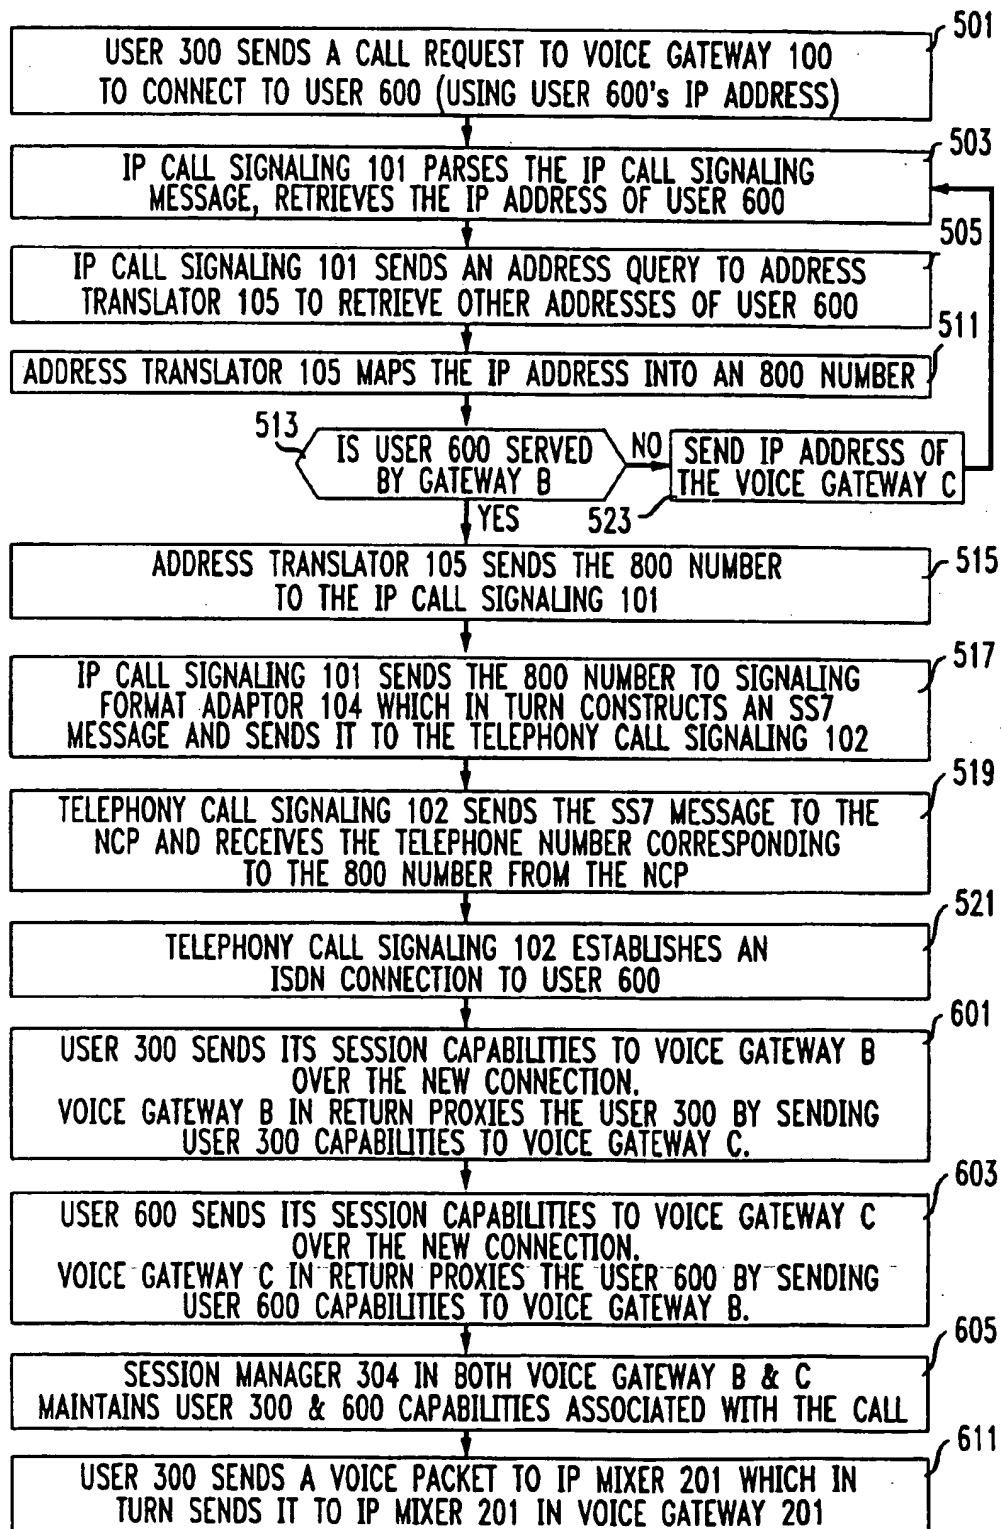 501
USER 300 SENDS A CALL REQUEST TO VOICE GATEWAY 100
TO CONNECT TO USER 600 (USING USER 600's IP ADDRESS)
503
IP CALL SIGNALING 101 PARSES THE IP CALL SIGNALING
MESSAGE, RETRIEVES THE IP ADDRESS OF USER 600
505
IP CALL SIGNALING 101 SENDS AN ADDRESS QUERY TO ADDRESS
TRANSLATOR 105 TO RETRIEVE OTHER ADDRESSES OF USER 600
511
ADDRESS TRANSLATOR 105 MAPS THE IP ADDRESS INTO AN 800 NUMBER
513
IS USER 600 SERVED
BY GATEWAY B
NO
SEND IP ADDRESS OF
THE VOICE GATEWAY C
523
YES
515
ADDRESS TRANSLATOR 105 SENDS THE 800 NUMBER
TO THE IP CALL SIGNALING 101
517
IP CALL SIGNALING 101 SENDS THE 800 NUMBER TO SIGNALING
FORMAT ADAPTOR 104 WHICH IN TURN CONSTRUCTS AN SS7
MESSAGE AND SENDS IT TO THE TELEPHONY CALL SIGNALING 102
519
TELEPHONY CALL SIGNALING 102 SENDS THE SS7 MESSAGE TO THE
NCP AND RECEIVES THE TELEPHONE NUMBER CORRESPONDING
TO THE 800 NUMBER FROM THE NCP
521
TELEPHONY CALL SIGNALING 102 ESTABLISHES AN
ISDN CONNECTION TO USER 600
601
USER 300 SENDS ITS SESSION CAPABILITIES TO VOICE GATEWAY B
OVER THE NEW CONNECTION.
VOICE GATEWAY B IN RETURN PROXIES THE USER 300 BY SENDING
USER 300 CAPABILITIES TO VOICE GATEWAY C.
603
USER 600 SENDS ITS SESSION CAPABILITIES TO VOICE GATEWAY C
OVER THE NEW CONNECTION.
VOICE GATEWAY C IN RETURN PROXIES THE USER 600 BY SENDING
USER 600 CAPABILITIES TO VOICE GATEWAY B.
605
SESSION MANAGER 304 IN BOTH VOICE GATEWAY B & C
MAINTAINS USER 300 & 600 CAPABILITIES ASSOCIATED WITH THE CALL
611
USER 300 SENDS A VOICE PACKET TO IP MIXER 201 WHICH IN
TURN SENDS IT TO IP MIXER 201 IN VOICE GATEWAY 201